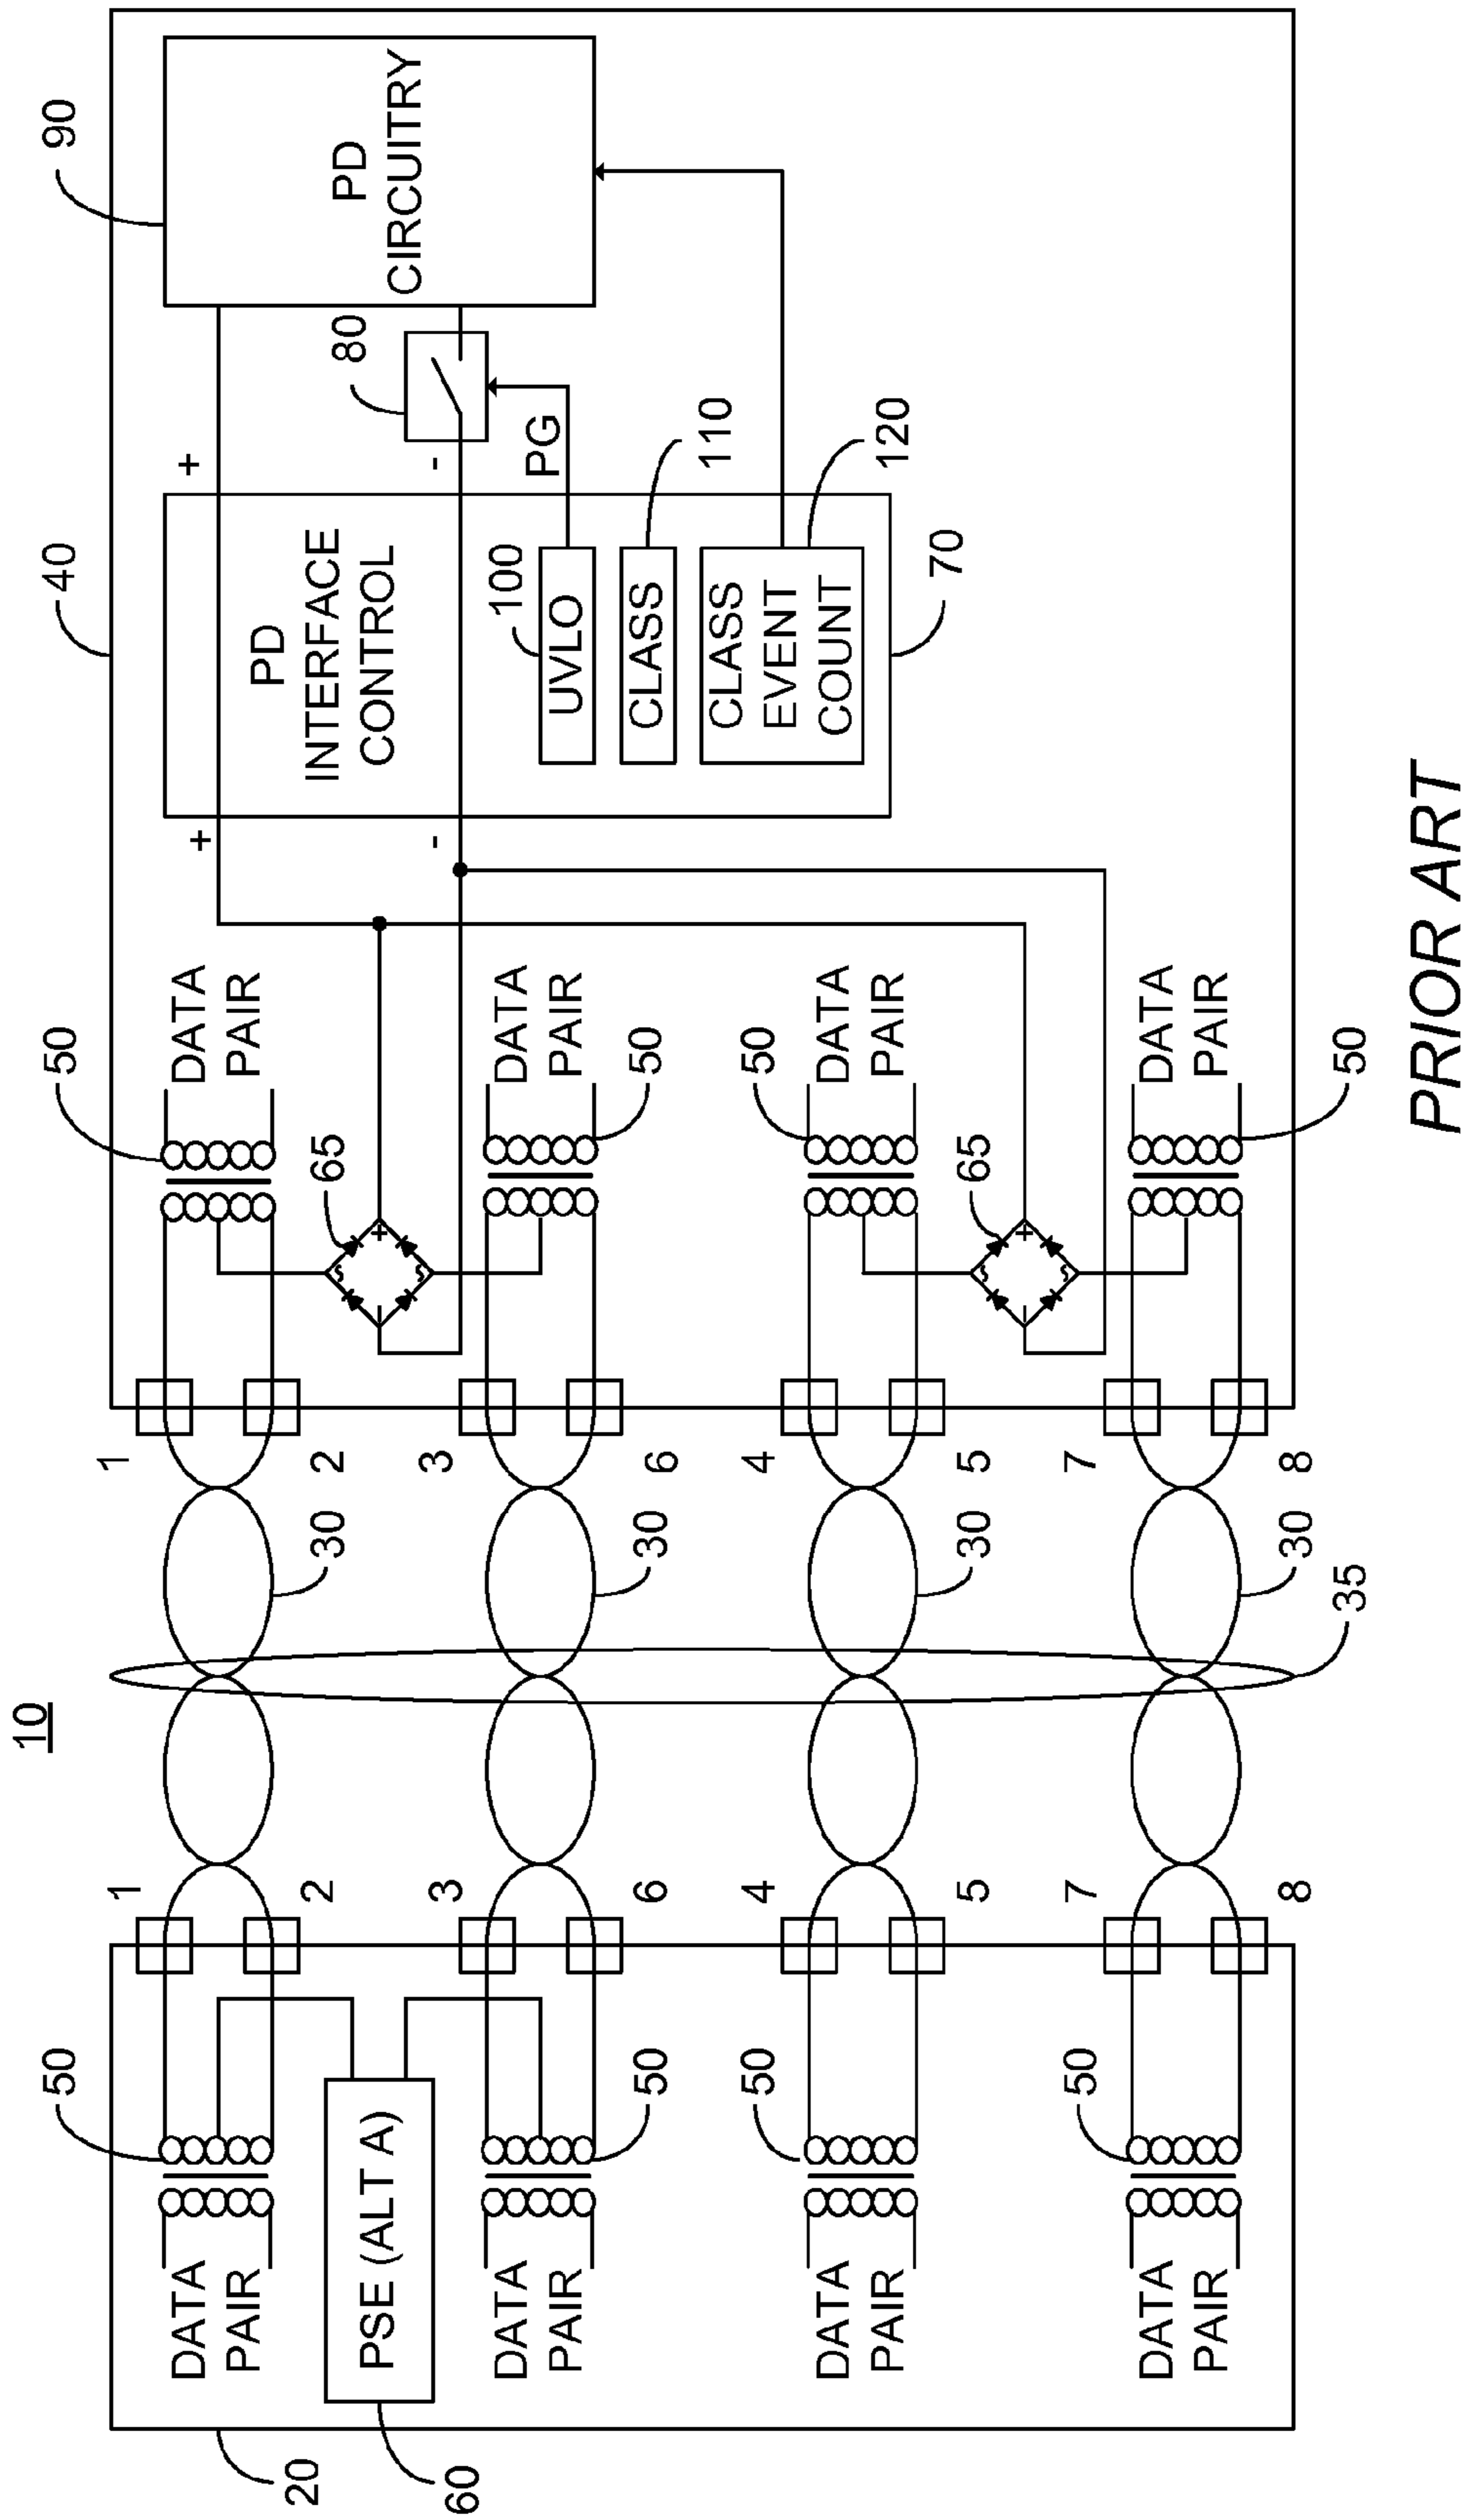 10
20
60
50
50
50
50
DATA
PAIR
PSE (ALT A)
DATA
PAIR
DATA
PAIR
DATA
PAIR
1
2
3
6
4
5
7
8
30
30
30
30
35
1
2
3
6
4
5
7
8
40
50
DATA
PAIR
65
~
~
+
-
DATA
PAIR
50
50
DATA
PAIR
65
~
~
+
-
DATA
PAIR
50
+
-
PD
INTERFACE
CONTROL
1000
UVLO
CLASS
CLASS
EVENT
COUNT
70
110
120
+
-
PG
80
90
PD
CIRCUITRY
PRIOR ART